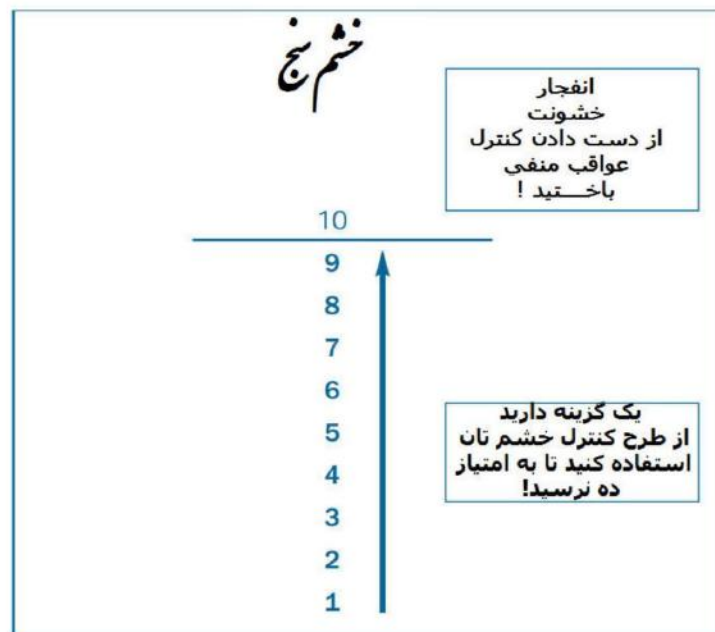 خشم سنج
انفجار
خشونت
از دست دادن کنترل
عواقب منفی
باخـــتید !
10
9
8
7
6
5
4
3
2
1
یک گزینه دارید
از طرح کنترل خشم تان
استفاده کنید تا به امتیاز
ده نرسید!